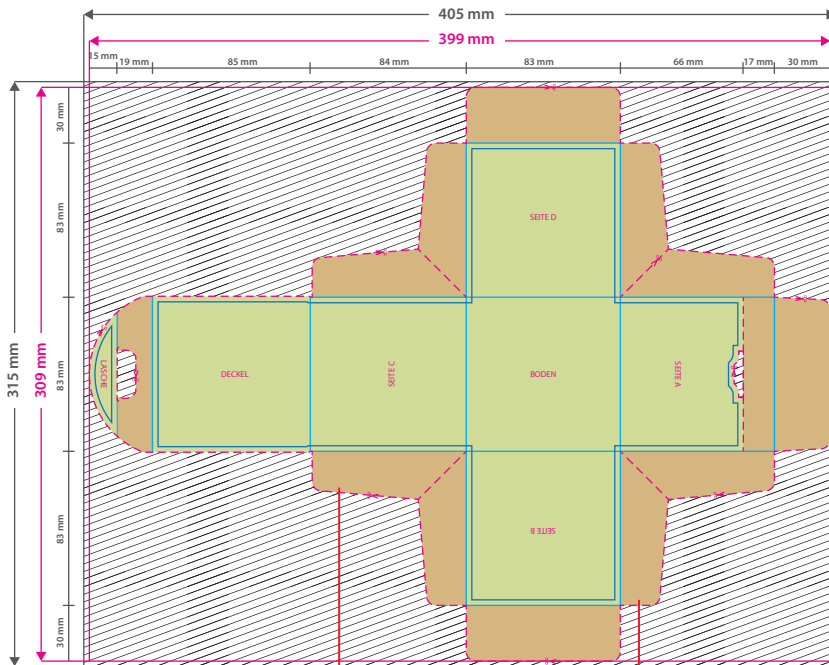 405 mm
399 mm
15 mm
19 mm
85 mm
84 mm
83 mm
66 mm
17 mm
30 mm
315 mm
309 mm
30 mm
83 mm
83 mm
83 mm
30 mm
SEITE D
LASCHE
DECKEL
SEITE C
BODEN
SEITE A
SEITE B